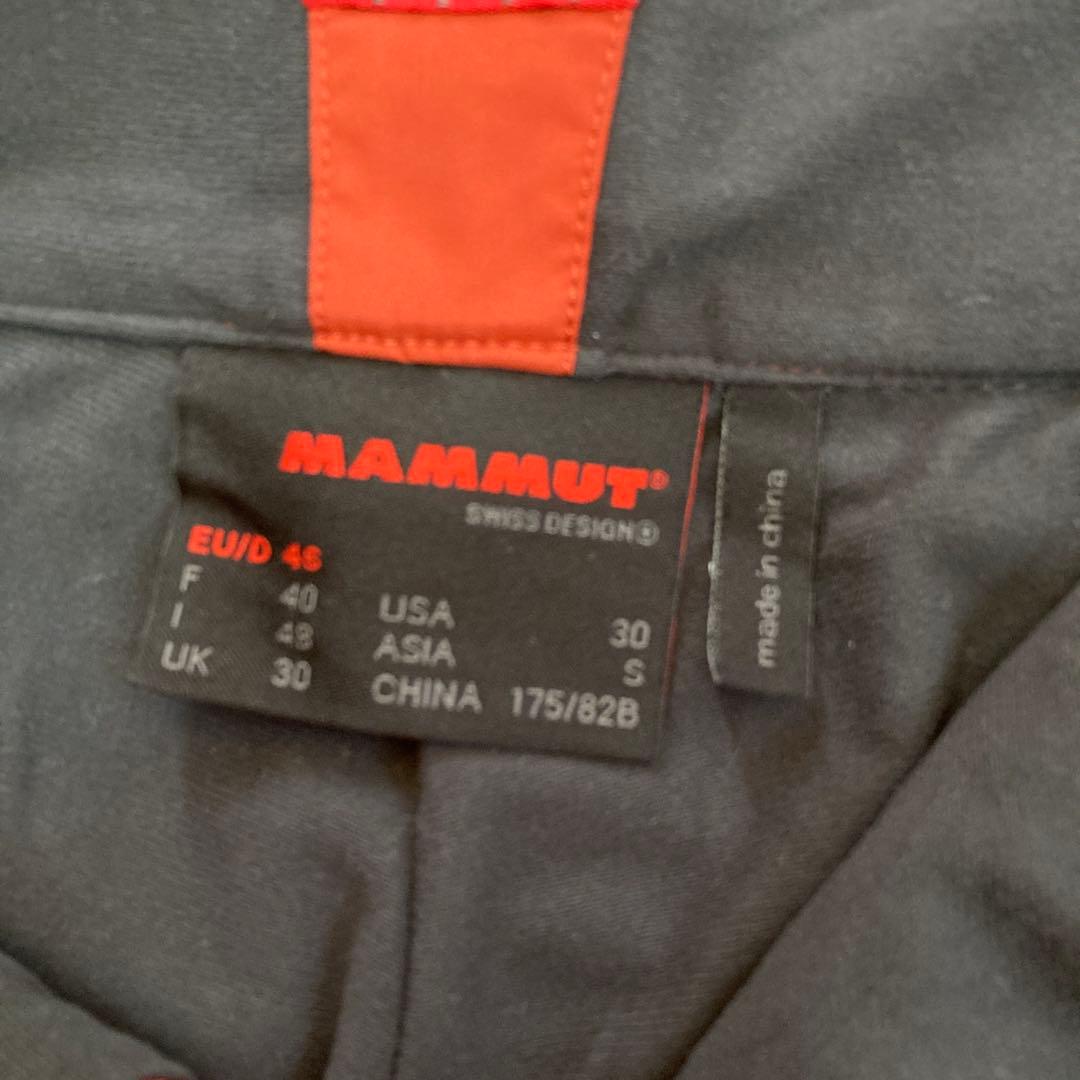 MAMMUT®
SWISS DESIGN®
EU/D 46
F 40 USA 30
I 48 ASIA S
UK 30 CHINA 175/82B
made in china